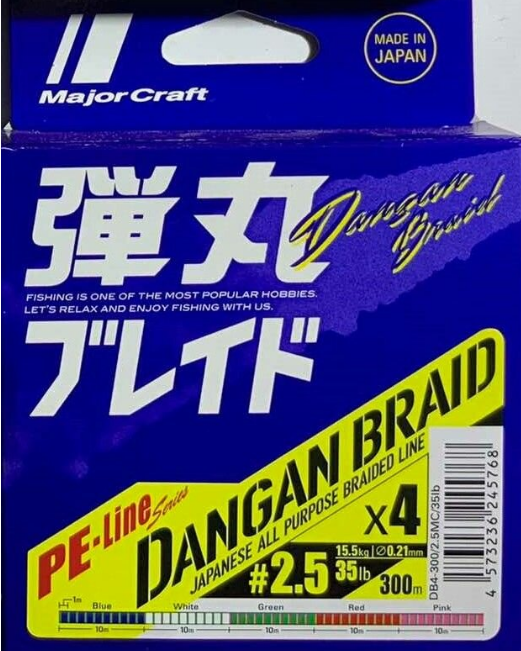 MADE IN
JAPAN
Major Craft
弾丸
Dangan
Braid
FISHING IS ONE OF THE MOST POPULAR HOBBIES.
LET'S RELAX AND ENJOY FISHING WITH US.
ブレイド
DANGAN BRAID
JAPANESE ALL PURPOSE BRAIDED LINE
PE-Line Series
X4
#2.5
15.5kg Ø0.21mm
35lb
300m
DB4-300/2.5MC/35lb
4 573236 245768
1m
Blue White Green Red Pink
10m 10m 10m 10m 10m